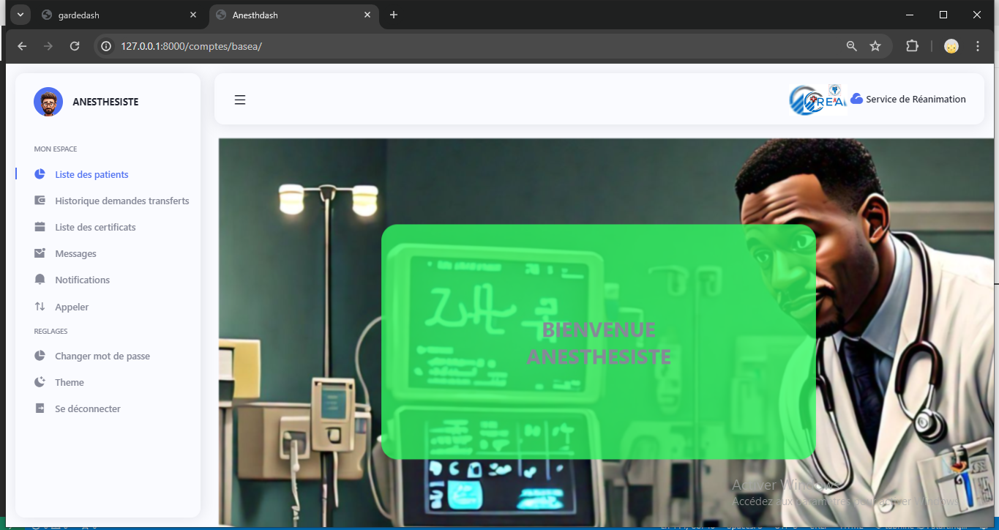 gardedash
Anesthdash
127.0.0.1:8000/comptes/basea/
ANESTHESISTE
Service de Réanimation
MON ESPACE
Liste des patients
Historique demandes transferts
Liste des certificats
Messages
Notifications
Appeler
REGLAGES
Changer mot de passe
Theme
Se déconnecter
BIENVENUE
ANESTHESISTE
Activer Windows
Accédez aux paramètres pour activer Windows.